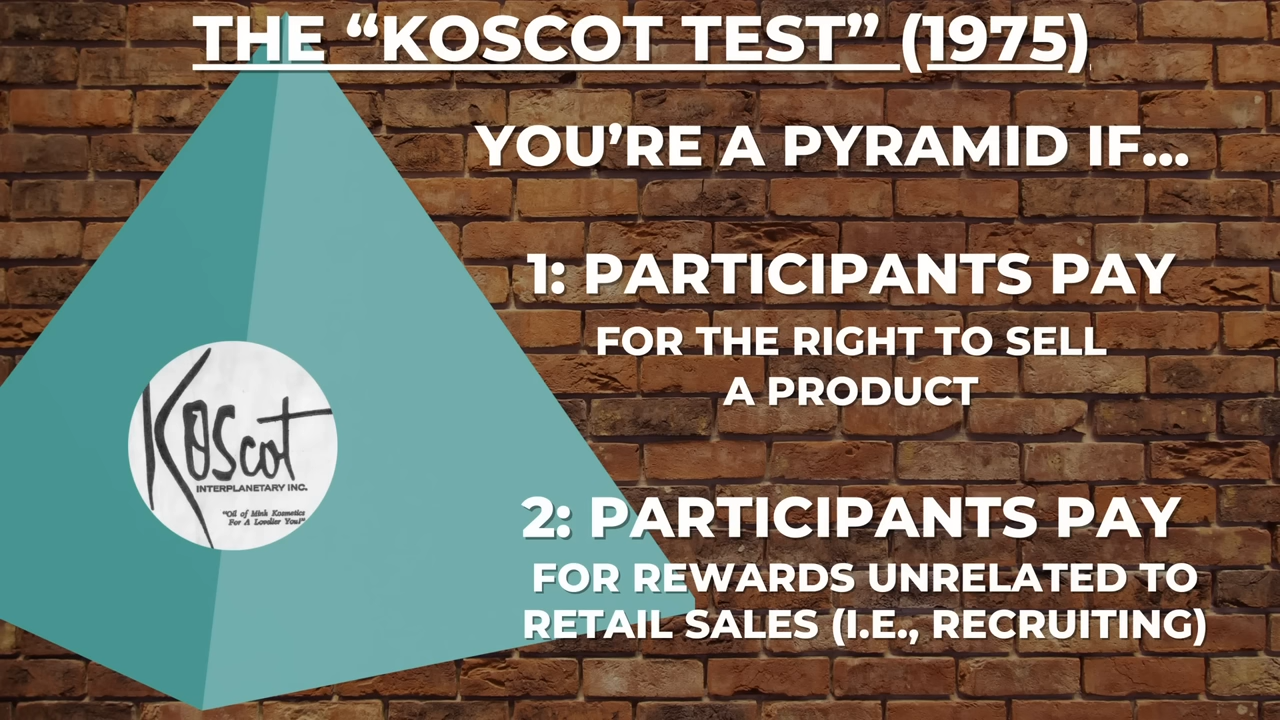 THE “KOSCOT TEST” (1975)
YOU’RE A PYRAMID IF...
1: PARTICIPANTS PAY
FOR THE RIGHT TO SELL
A PRODUCT
Koscot
INTERPLANETARY INC.
"Oil of Mink Kosmetics
For A Lovelier You!"
2: PARTICIPANTS PAY
FOR REWARDS UNRELATED TO
RETAIL SALES (I.E., RECRUITING)